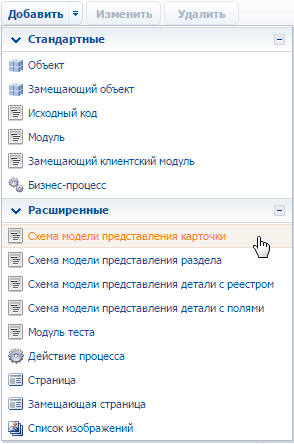 Добавить Изменить Удалить
Стандартные
Объект
Замещающий объект
Исходный код
Модуль
Замещающий клиентский модуль
Бизнес-процесс
Расширенные
Схема модели представления карточки
Схема модели представления раздела
Схема модели представления детали с реестром
Схема модели представления детали с полями
Модуль теста
Действие процесса
Страница
Замещающая страница
Список изображений